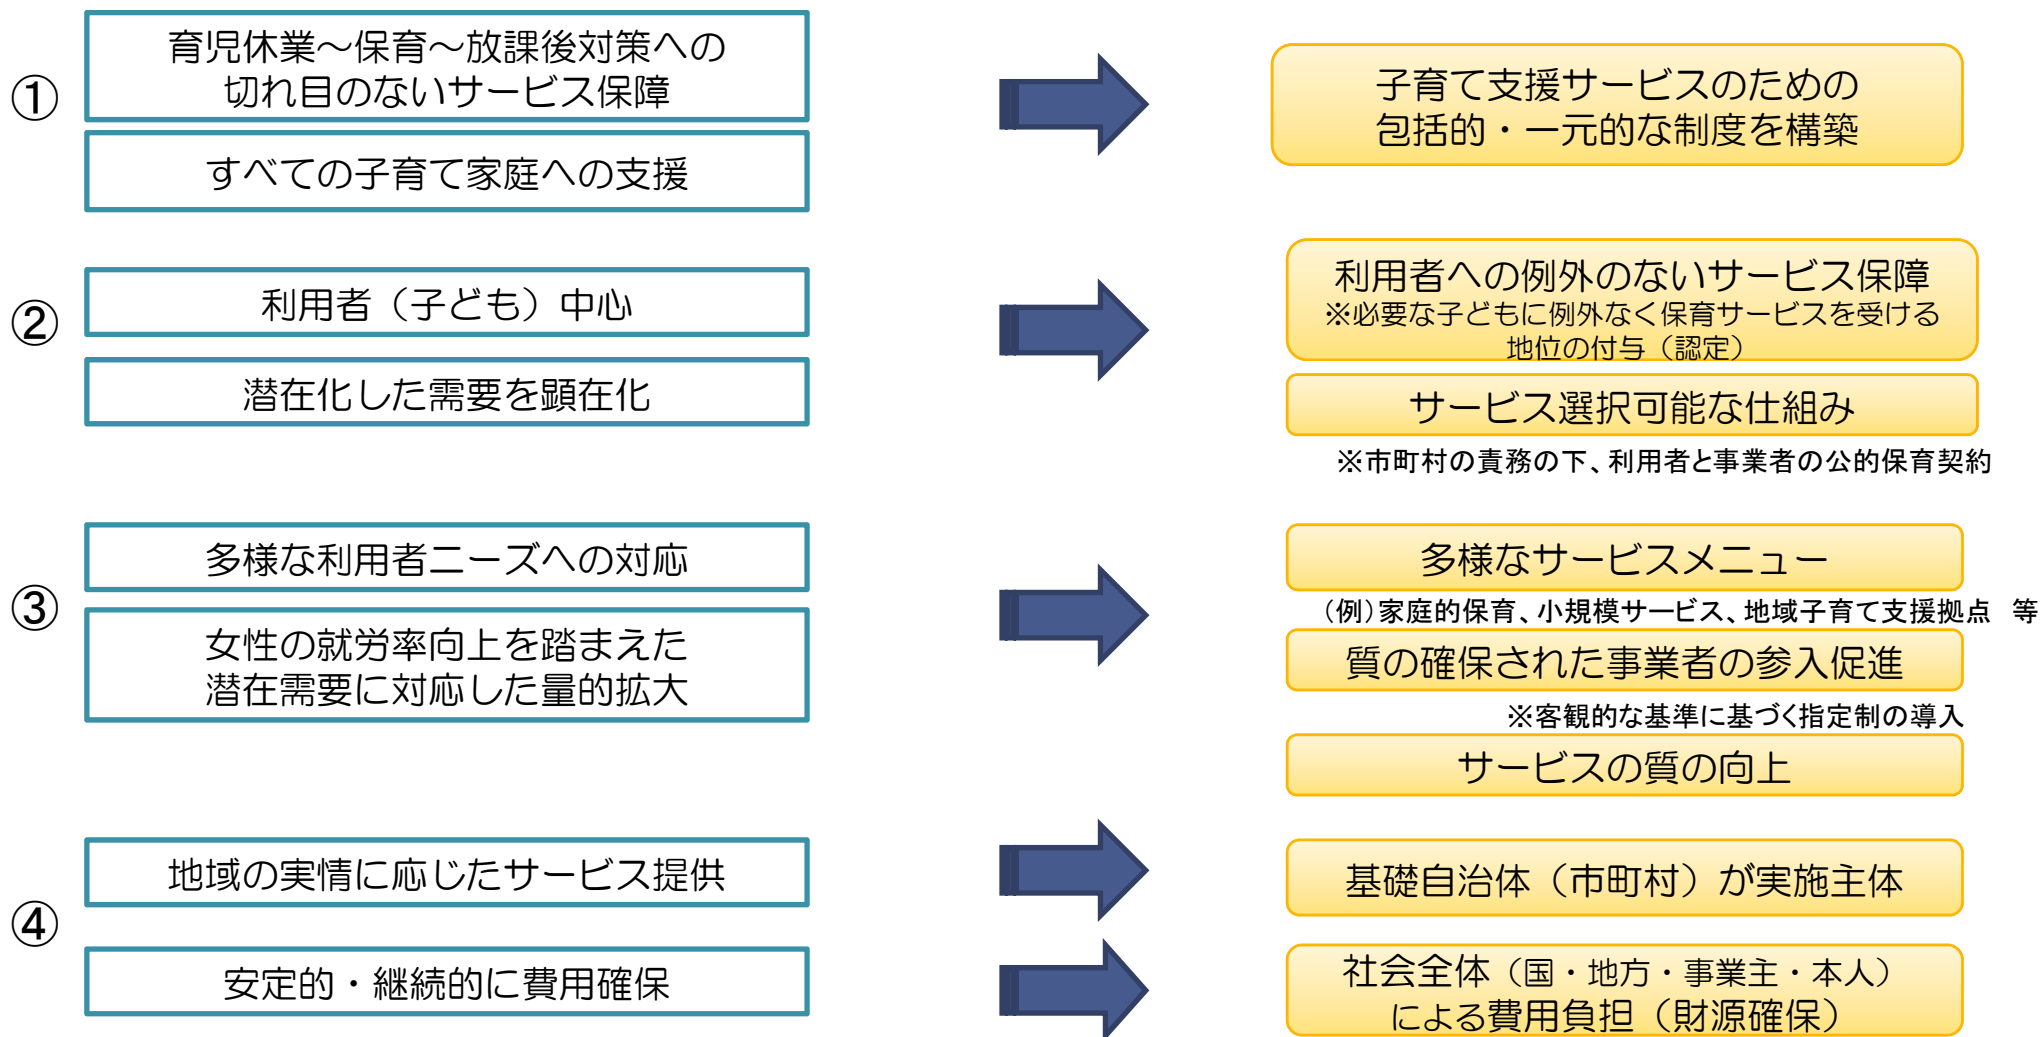 ①
育児休業～保育～放課後対策への
切れ目のないサービス保障
すべての子育て家庭への支援
子育て支援サービスのための
包括的・一元的な制度を構築
②
利用者（子ども）中心
潜在化した需要を顕在化
利用者への例外のないサービス保障
※必要な子どもに例外なく保育サービスを受ける
地位の付与（認定）
サービス選択可能な仕組み
※市町村の責務の下、利用者と事業者の公的保育契約
③
多様な利用者ニーズへの対応
女性の就労率向上を踏まえた
潜在需要に対応した量的拡大
多様なサービスメニュー
（例）家庭的保育、小規模サービス、地域子育て支援拠点　等
質の確保された事業者の参入促進
※客観的な基準に基づく指定制の導入
サービスの質の向上
④
地域の実情に応じたサービス提供
基礎自治体（市町村）が実施主体
安定的・継続的に費用確保
社会全体（国・地方・事業主・本人）
による費用負担（財源確保）